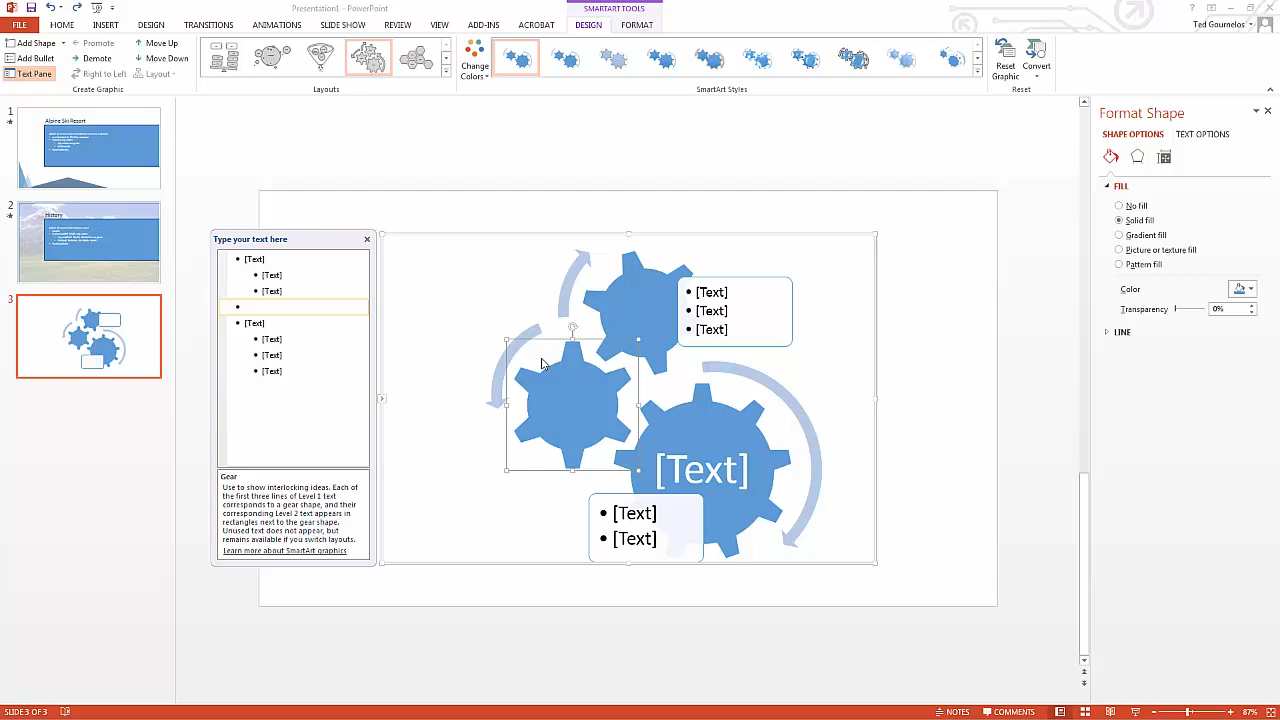 Presentation1 - PowerPoint
SMARTART TOOLS
FILE HOME INSERT DESIGN TRANSITIONS ANIMATIONS SLIDE SHOW REVIEW VIEW ADD-INS ACROBAT DESIGN FORMAT
Ted Gournelos
Add Shape
Add Bullet
Text Pane
Promote
Demote
Right to Left
Move Up
Move Down
Layout
Create Graphic
Layouts
Change
Colors
SmartArt Styles
Reset
Graphic
Convert
Reset
1
Alpine Ski Resort
2
History
3
Type your text here
• [Text]
• [Text]
• [Text]
•
• [Text]
• [Text]
• [Text]
• [Text]
Gear
Use to show interlocking ideas. Each of
the first three lines of Level 1 text
corresponds to a gear shape, and their
corresponding Level 2 text appears in
rectangles next to the gear shape.
Unused text does not appear, but
remains available if you switch layouts.
Learn more about SmartArt graphics
• [Text]
• [Text]
• [Text]
[Text]
• [Text]
• [Text]
Format Shape
SHAPE OPTIONS TEXT OPTIONS
FILL
No fill
Solid fill
Gradient fill
Picture or texture fill
Pattern fill
Color
Transparency 0%
LINE
SLIDE 3 OF 3
NOTES COMMENTS 87%